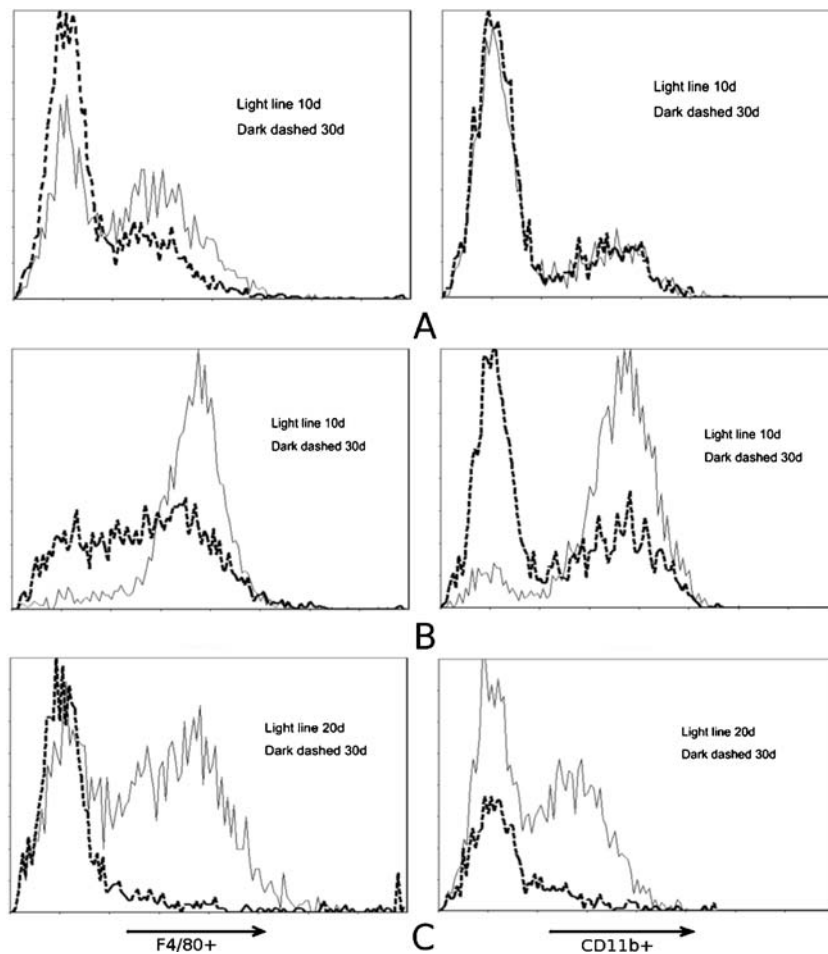 Light line 10d
Dark dashed 30d
Light line 10d
Dark dashed 30d
A
Light line 10d
Dark dashed 30d
Light line 10d
Dark dashed 30d
B
Light line 20d
Dark dashed 30d
Light line 20d
Dark dashed 30d
F4/80+
C
CD11b+